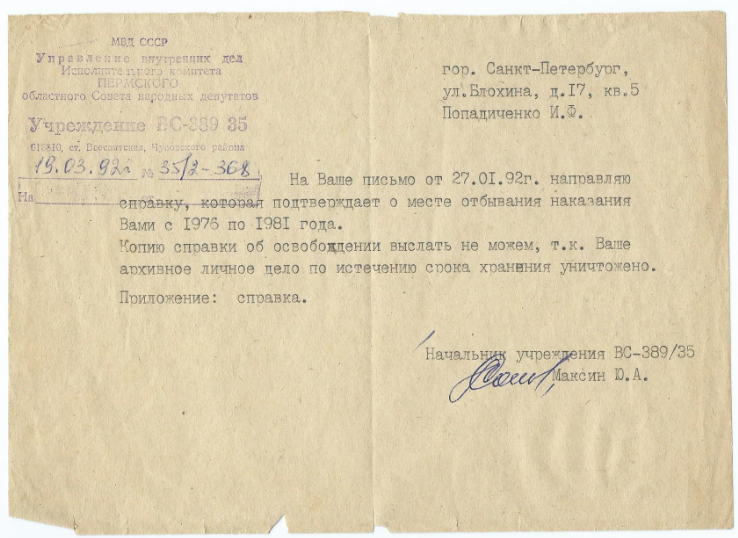 МВД СССР
Управление внутренних дел
Исполнительного комитета
ПЕРМСКОГО
областного Совета народных депутатов
Учреждение ВС-389 35
618810, ст. Всесвятская, Чусовского района
19.03.92г № 35/2-368
На
гор. Санкт-Петербург,
ул.Блохина, д.17, кв.5
Попадиченко И.Ф.
На Ваше письмо от 27.01.92г. направляю
справку, которая подтверждает о месте отбывания наказания
Вами с 1976 по 1981 года.
Копию справки об освобождении выслать не можем, т.к. Ваше
архивное личное дело по истечению срока хранения уничтожено.
Приложение: справка.
Начальник учреждения ВС-389/35
Максин Ю.А.